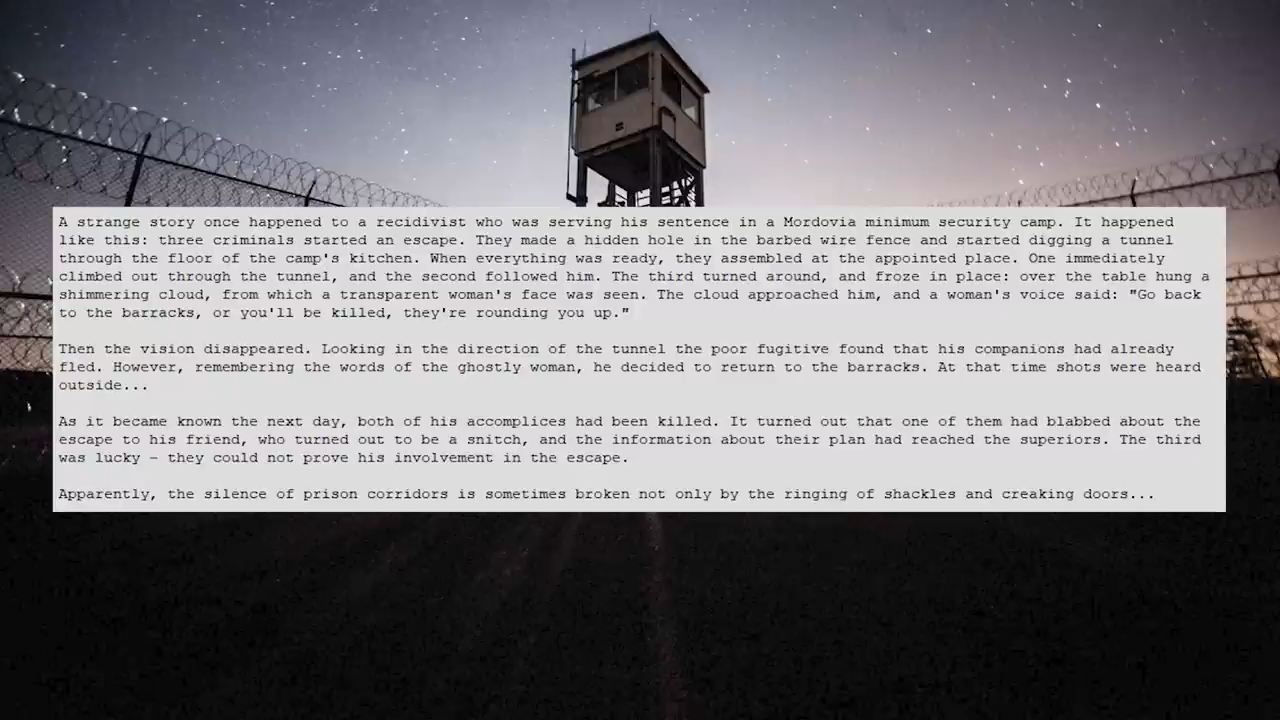 A strange story once happened to a recidivist who was serving his sentence in a Mordovia minimum security camp. It happened
like this: three criminals started an escape. They made a hidden hole in the barbed wire fence and started digging a tunnel
through the floor of the camp's kitchen. When everything was ready, they assembled at the appointed place. One immediately
climbed out through the tunnel, and the second followed him. The third turned around, and froze in place: over the table hung a
shimmering cloud, from which a transparent woman's face was seen. The cloud approached him, and a woman's voice said: "Go back
to the barracks, or you'll be killed, they're rounding you up."
Then the vision disappeared. Looking in the direction of the tunnel the poor fugitive found that his companions had already
fled. However, remembering the words of the ghostly woman, he decided to return to the barracks. At that time shots were heard
outside...
As it became known the next day, both of his accomplices had been killed. It turned out that one of them had blabbed about the
escape to his friend, who turned out to be a snitch, and the information about their plan had reached the superiors. The third
was lucky – they could not prove his involvement in the escape.
Apparently, the silence of prison corridors is sometimes broken not only by the ringing of shackles and creaking doors...